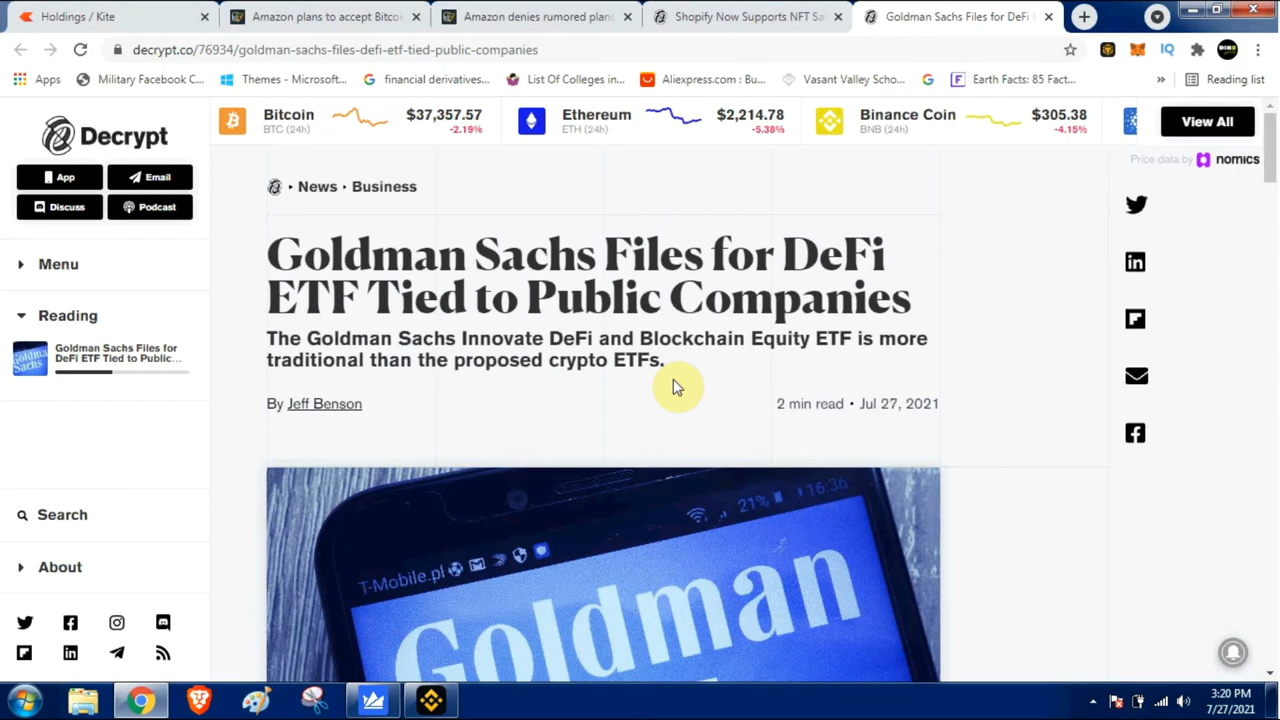 Holdings / Kite
Amazon plans to accept Bitco
Amazon denies rumored plan
Shopify Now Supports NFT Sa
Goldman Sachs Files for DeFi
decrypt.co/76934/goldman-sachs-files-defi-etf-tied-public-companies
IQ
Apps
Military Facebook C...
Themes - Microsoft...
financial derivatives...
List Of Colleges in...
Aliexpress.com : Bu...
Vasant Valley Scho...
Earth Facts: 85 Fact...
»
Reading list
Decrypt
App
Email
Discuss
Podcast
Menu
Reading
Goldman Sachs Files for
DeFi ETF Tied to Public...
Search
About
Bitcoin
BTC (24h)
$37,357.57
-2.19%
Ethereum
ETH (24h)
$2,214.78
-5.38%
Binance Coin
BNB (24h)
$305.38
-4.15%
View All
Price data by nomics
News • Business
Goldman Sachs Files for DeFi
ETF Tied to Public Companies
The Goldman Sachs Innovate DeFi and Blockchain Equity ETF is more
traditional than the proposed crypto ETFs.
By Jeff Benson
2 min read • Jul 27, 2021
21% 16:36
T-Mobile.pl
Goldman
3:20 PM
7/27/2021